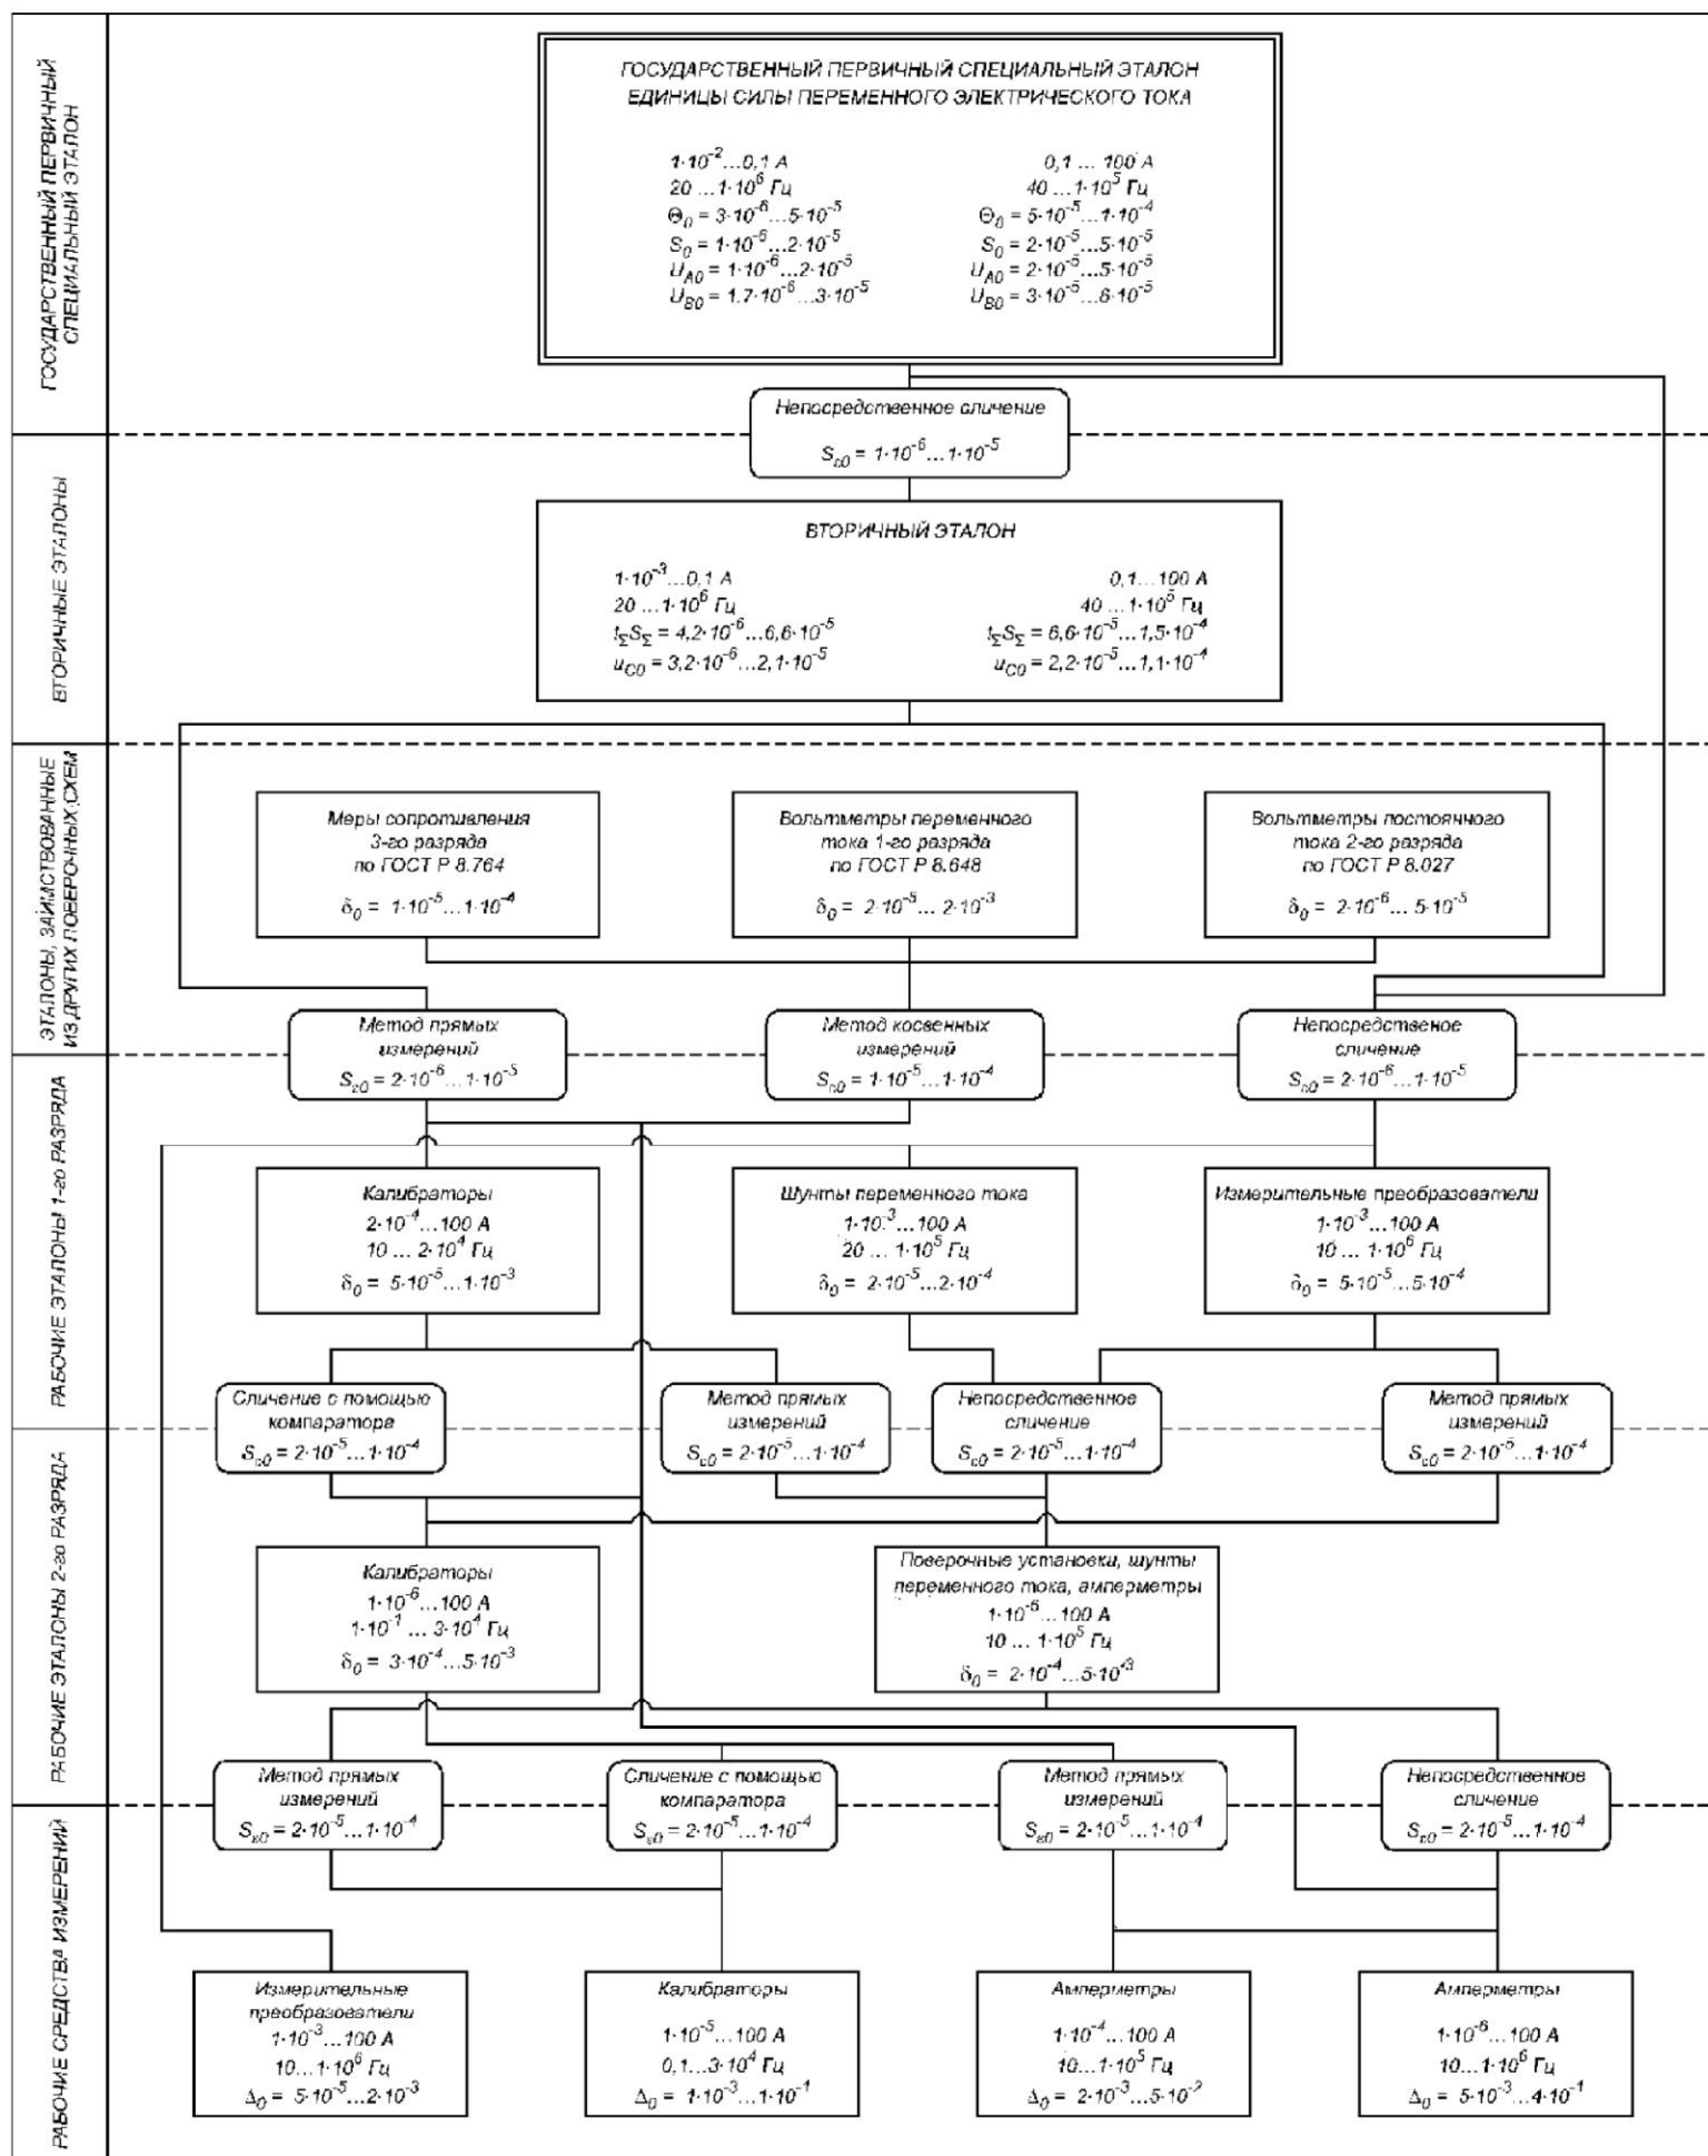 ГОСУДАРСТВЕННЫЙ ПЕРВИЧНЫЙ
СПЕЦИАЛЬНЫЙ ЭТАЛОН
ГОСУДАРСТВЕННЫЙ ПЕРВИЧНЫЙ СПЕЦИАЛЬНЫЙ ЭТАЛОН
ЕДИНИЦЫ СИЛЫ ПЕРЕМЕННОГО ЭЛЕКТРИЧЕСКОГО ТОКА
1·10⁻²...0,1 А
20 ...1·10⁶ Гц
Θ₀ = 3·10⁻⁶...5·10⁻⁵
S₀ = 1·10⁻⁶...2·10⁻⁵
U_A0 = 1·10⁻⁶...2·10⁻⁵
U_B0 = 1.7·10⁻⁶...3·10⁻⁵
0,1 ... 100 А
40 ...1·10⁵ Гц
Θ₀ = 5·10⁻⁵...1·10⁻⁴
S₀ = 2·10⁻⁵...5·10⁻⁵
U_A0 = 2·10⁻⁵...5·10⁻⁵
U_B0 = 3·10⁻⁵...6·10⁻⁵
Непосредственное сличение
S_c0 = 1·10⁻⁶...1·10⁻⁵
ВТОРИЧНЫЕ ЭТАЛОНЫ
ВТОРИЧНЫЙ ЭТАЛОН
1·10⁻³...0,1 А
20 ...1·10⁶ Гц
t_ΣS_Σ = 4,2·10⁻⁶...6,6·10⁻⁵
u_C0 = 3,2·10⁻⁶...2,1·10⁻⁵
0,1...100 А
40 ...1·10⁵ Гц
t_ΣS_Σ = 6,6·10⁻⁵...1,5·10⁻⁴
u_C0 = 2,2·10⁻⁵...1,1·10⁻⁴
ЭТАЛОНЫ, ЗАИМСТВОВАННЫЕ
ИЗ ДРУГИХ ПОВЕРОЧНЫХ СХЕМ
Меры сопротивления
3-го разряда
по ГОСТ Р 8.764
δ₀ = 1·10⁻⁵...1·10⁻⁴
Вольтметры переменного
тока 1-го разряда
по ГОСТ Р 8.648
δ₀ = 2·10⁻⁵... 2·10⁻³
Вольтметры постоянного
тока 2-го разряда
по ГОСТ Р 8.027
δ₀ = 2·10⁻⁶... 5·10⁻⁵
Метод прямых
измерений
S_c0 = 2·10⁻⁶...1·10⁻⁵
Метод косвенных
измерений
S_c0 = 1·10⁻⁵...1·10⁻⁴
Непосредственое
сличение
S_c0 = 2·10⁻⁶...1·10⁻⁵
РАБОЧИЕ ЭТАЛОНЫ 1-го РАЗРЯДА
Калибраторы
2·10⁻⁴...100 А
10 ... 2·10⁴ Гц
δ₀ = 5·10⁻⁵...1·10⁻³
Шунты переменного тока
1·10⁻³...100 А
20 ... 1·10⁵ Гц
δ₀ = 2·10⁻⁵...2·10⁻⁴
Измерительные преобразователи
1·10⁻³...100 А
10 ... 1·10⁶ Гц
δ₀ = 5·10⁻⁵...5·10⁻⁴
Сличение с помощью
компаратора
S_c0 = 2·10⁻⁵...1·10⁻⁴
Метод прямых
измерений
S_c0 = 2·10⁻⁵...1·10⁻⁴
Непосредственное
сличение
S_c0 = 2·10⁻⁵...1·10⁻⁴
Метод прямых
измерений
S_c0 = 2·10⁻⁵...1·10⁻⁴
РАБОЧИЕ ЭТАЛОНЫ 2-го РАЗРЯДА
Калибраторы
1·10⁻⁶...100 А
1·10⁻¹ ... 3·10⁴ Гц
δ₀ = 3·10⁻⁴...5·10⁻³
Поверочные установки, шунты
переменного тока, амперметры
1·10⁻⁶...100 А
10 ... 1·10⁵ Гц
δ₀ = 2·10⁻⁴...5·10⁻³
Метод прямых
измерений
S_c0 = 2·10⁻⁵...1·10⁻⁴
Сличение с помощью
компаратора
S_c0 = 2·10⁻⁵...1·10⁻⁴
Метод прямых
измерений
S_c0 = 2·10⁻⁵...1·10⁻⁴
Непосредственное
сличение
S_c0 = 2·10⁻⁵...1·10⁻⁴
РАБОЧИЕ СРЕДСТВА ИЗМЕРЕНИЙ
Измерительные
преобразователи
1·10⁻³...100 А
10...1·10⁶ Гц
Δ₀ = 5·10⁻⁵...2·10⁻³
Калибраторы
1·10⁻⁵...100 А
0,1...3·10⁴ Гц
Δ₀ = 1·10⁻³...1·10⁻¹
Амперметры
1·10⁻⁴...100 А
10...1·10⁵ Гц
Δ₀ = 2·10⁻³...5·10⁻²
Амперметры
1·10⁻⁶...100 А
10...1·10⁶ Гц
Δ₀ = 5·10⁻³...4·10⁻¹